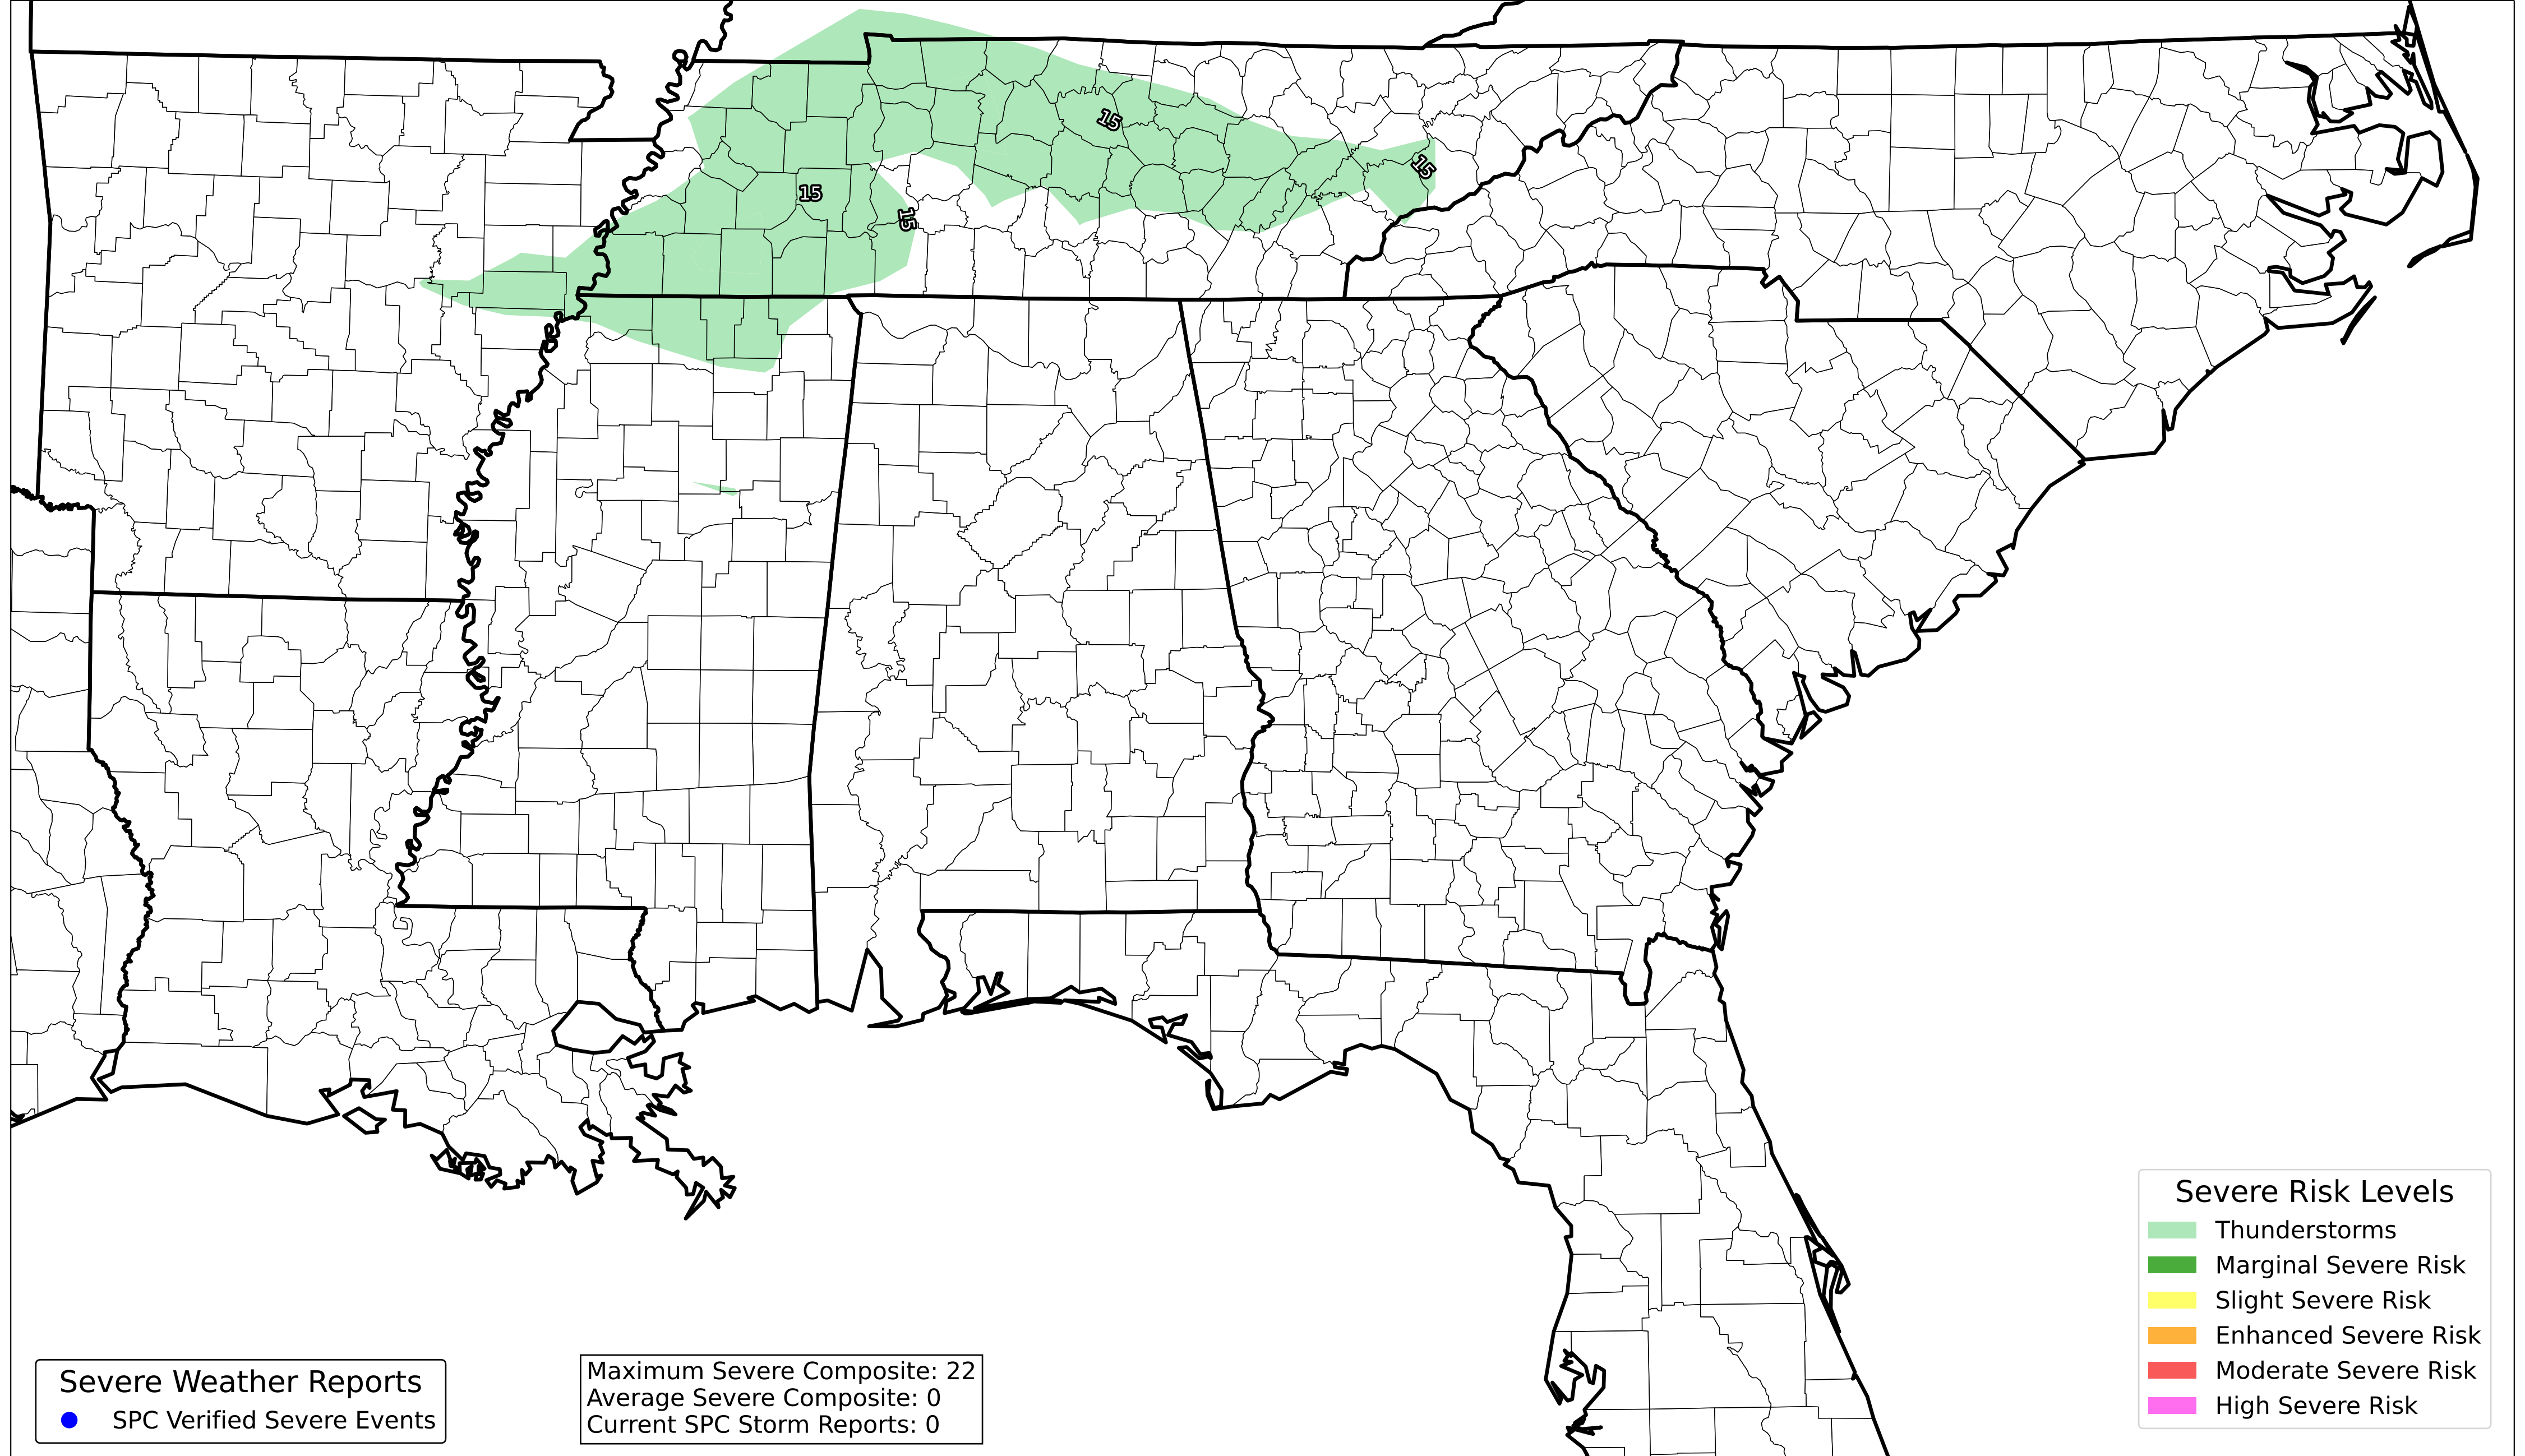 15
15
15
15
Severe Risk Levels
Thunderstorms
Marginal Severe Risk
Slight Severe Risk
Enhanced Severe Risk
Moderate Severe Risk
High Severe Risk
Severe Weather Reports
SPC Verified Severe Events
Maximum Severe Composite: 22
Average Severe Composite: 0
Current SPC Storm Reports: 0